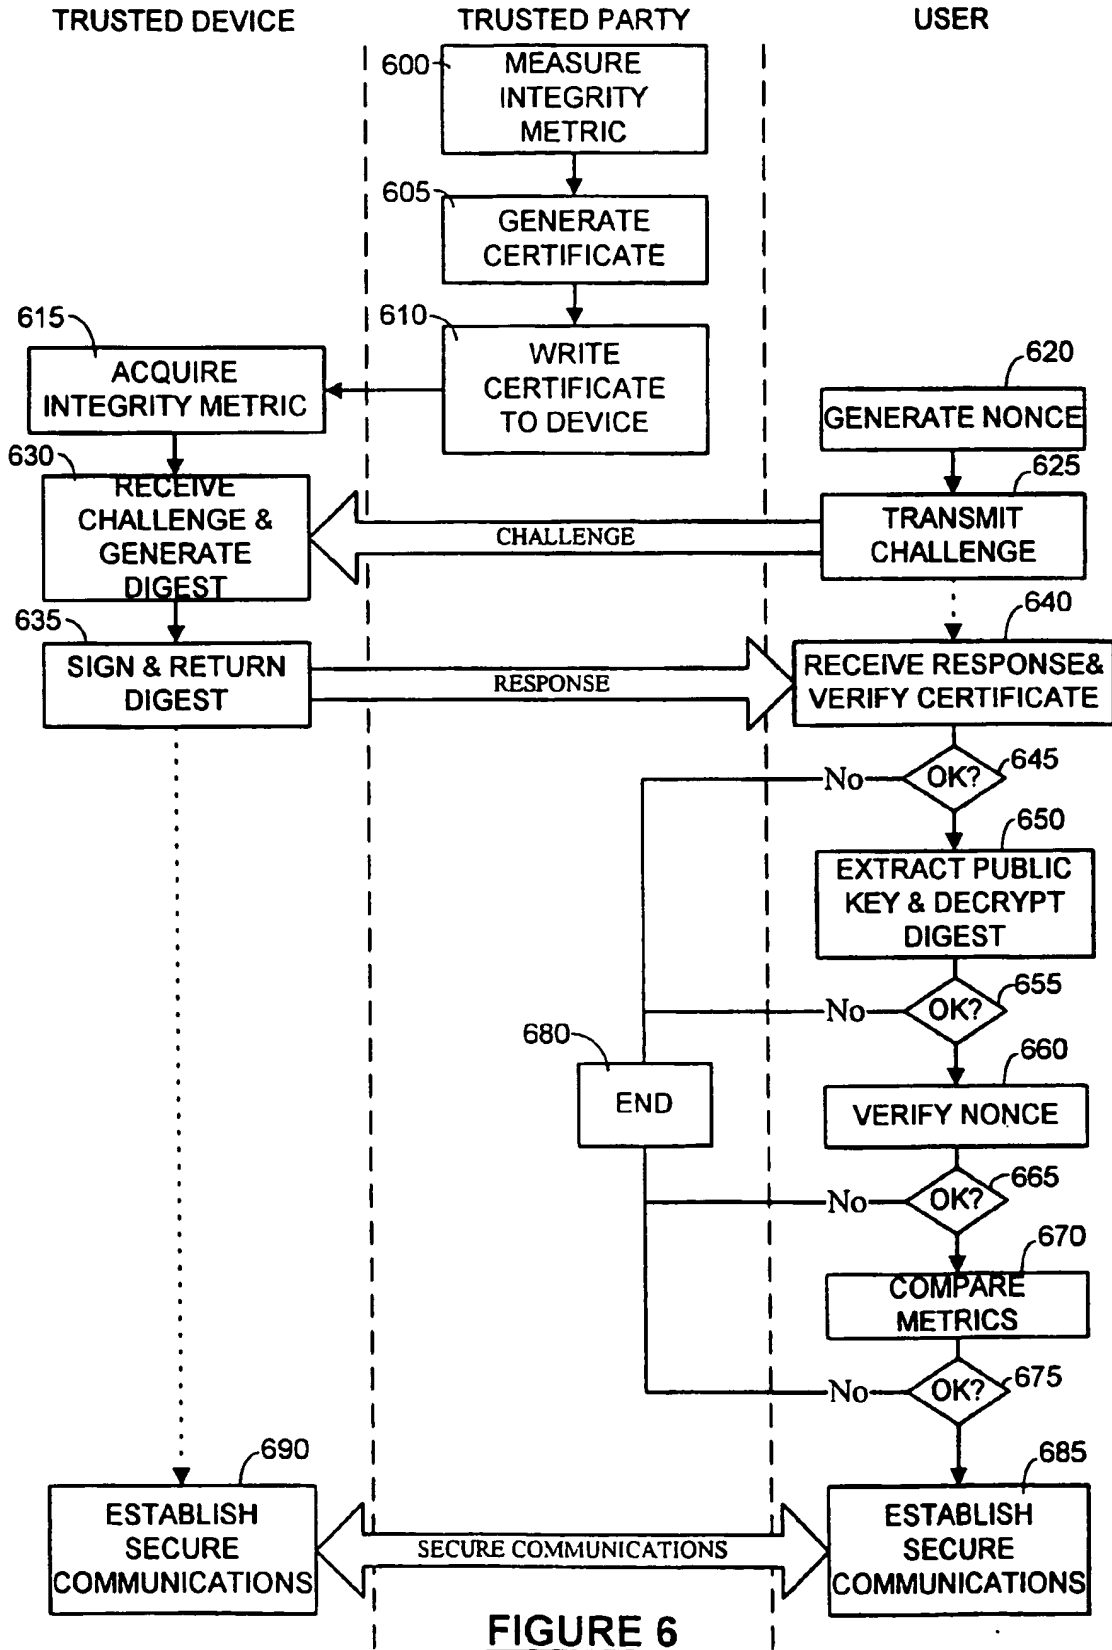 TRUSTED DEVICE
TRUSTED PARTY
USER
600
MEASURE
INTEGRITY
METRIC
605
GENERATE
CERTIFICATE
610
WRITE
CERTIFICATE
TO DEVICE
615
ACQUIRE
INTEGRITY METRIC
620
GENERATE NONCE
625
TRANSMIT
CHALLENGE
CHALLENGE
630
RECEIVE
CHALLENGE &
GENERATE
DIGEST
635
SIGN & RETURN
DIGEST
RESPONSE
640
RECEIVE RESPONSE&
VERIFY CERTIFICATE
645
OK?
No
650
EXTRACT PUBLIC
KEY & DECRYPT
DIGEST
655
OK?
No
680
END
660
VERIFY NONCE
665
OK?
No
670
COMPARE
METRICS
675
OK?
No
690
ESTABLISH
SECURE
COMMUNICATIONS
SECURE COMMUNICATIONS
685
ESTABLISH
SECURE
COMMUNICATIONS
FIGURE 6